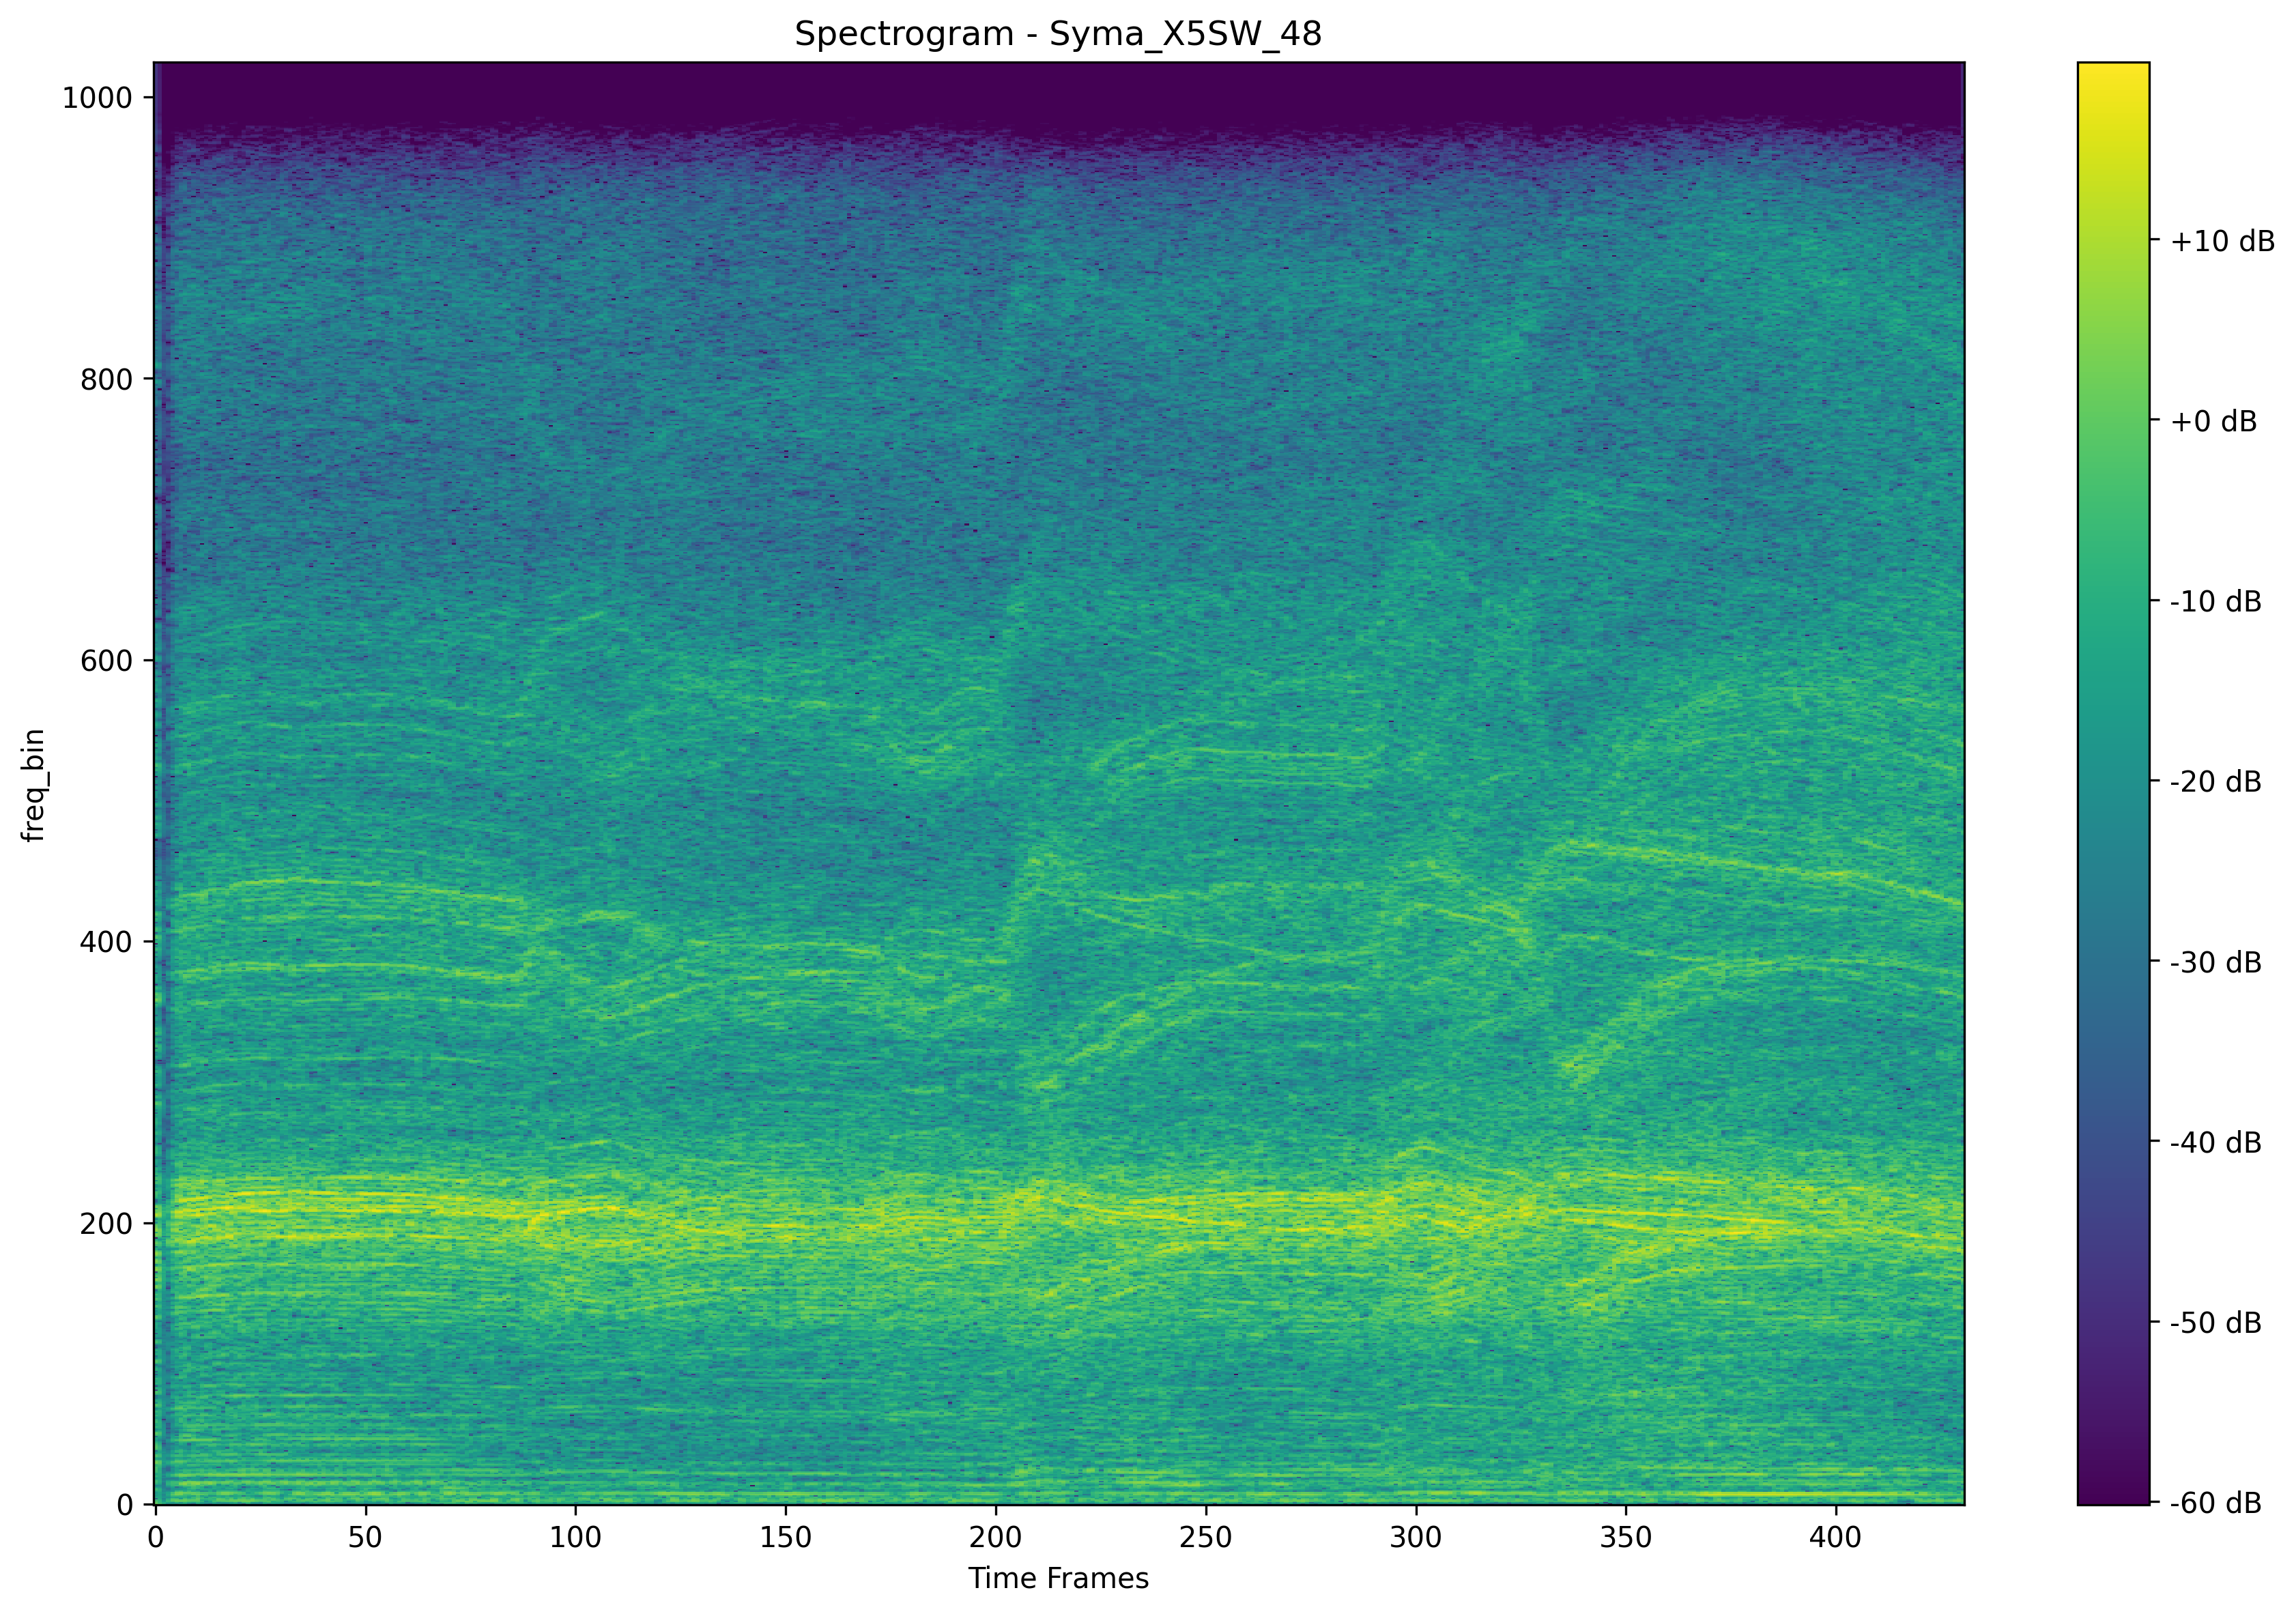 Spectrogram - Syma_X5SW_48
1000
800
600
400
200
0
freq_bin
0 50 100 150 200 250 300 350 400
Time Frames
+10 dB
+0 dB
-10 dB
-20 dB
-30 dB
-40 dB
-50 dB
-60 dB